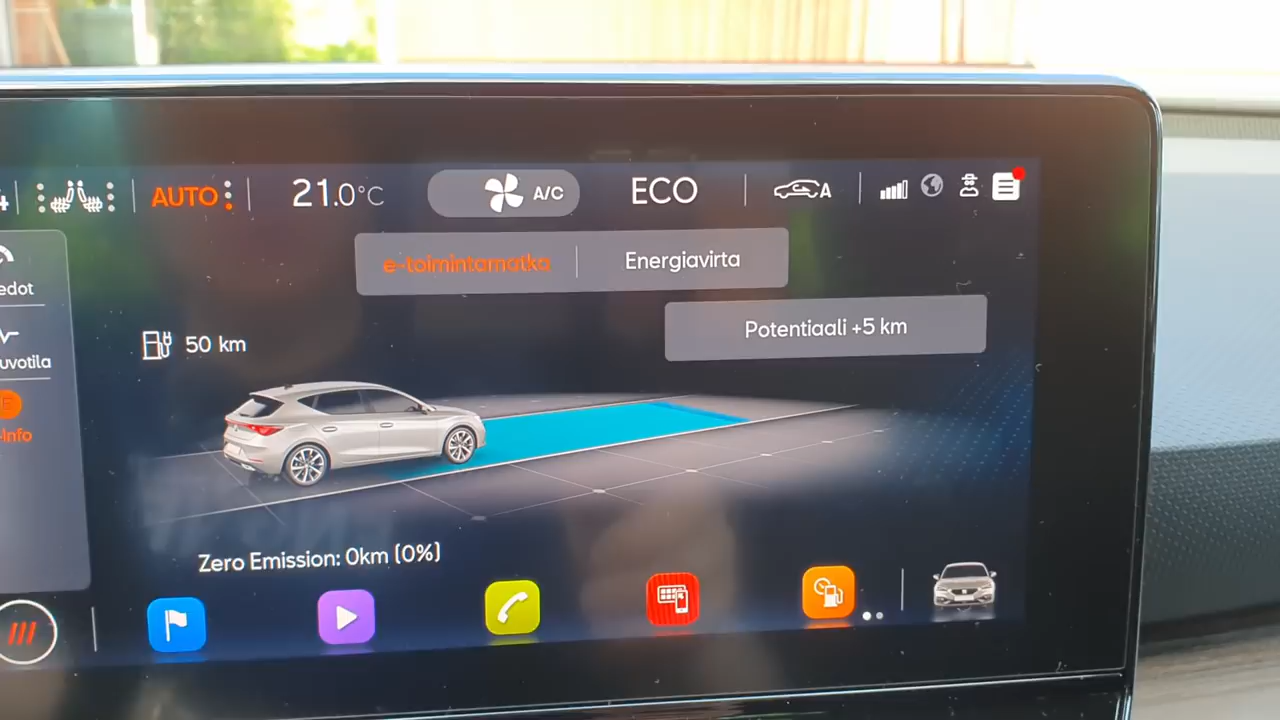 AUTO
21.0°C
A/C
ECO
A
e-toimintamatka
Energiavirta
edot
Potentiaali +5 km
50 km
uvotila
E
-info
Zero Emission: 0km (0%)